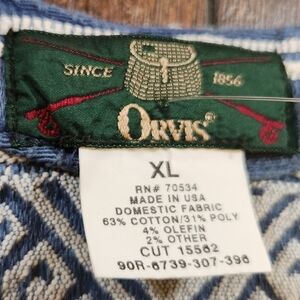 SINCE 1856
ORVIS
XL
RN# 70534
MADE IN USA
DOMESTIC FABRIC
63% COTTON/31% POLY
4% OLEFIN
2% OTHER
CUT 15562
90R-6739-307-396